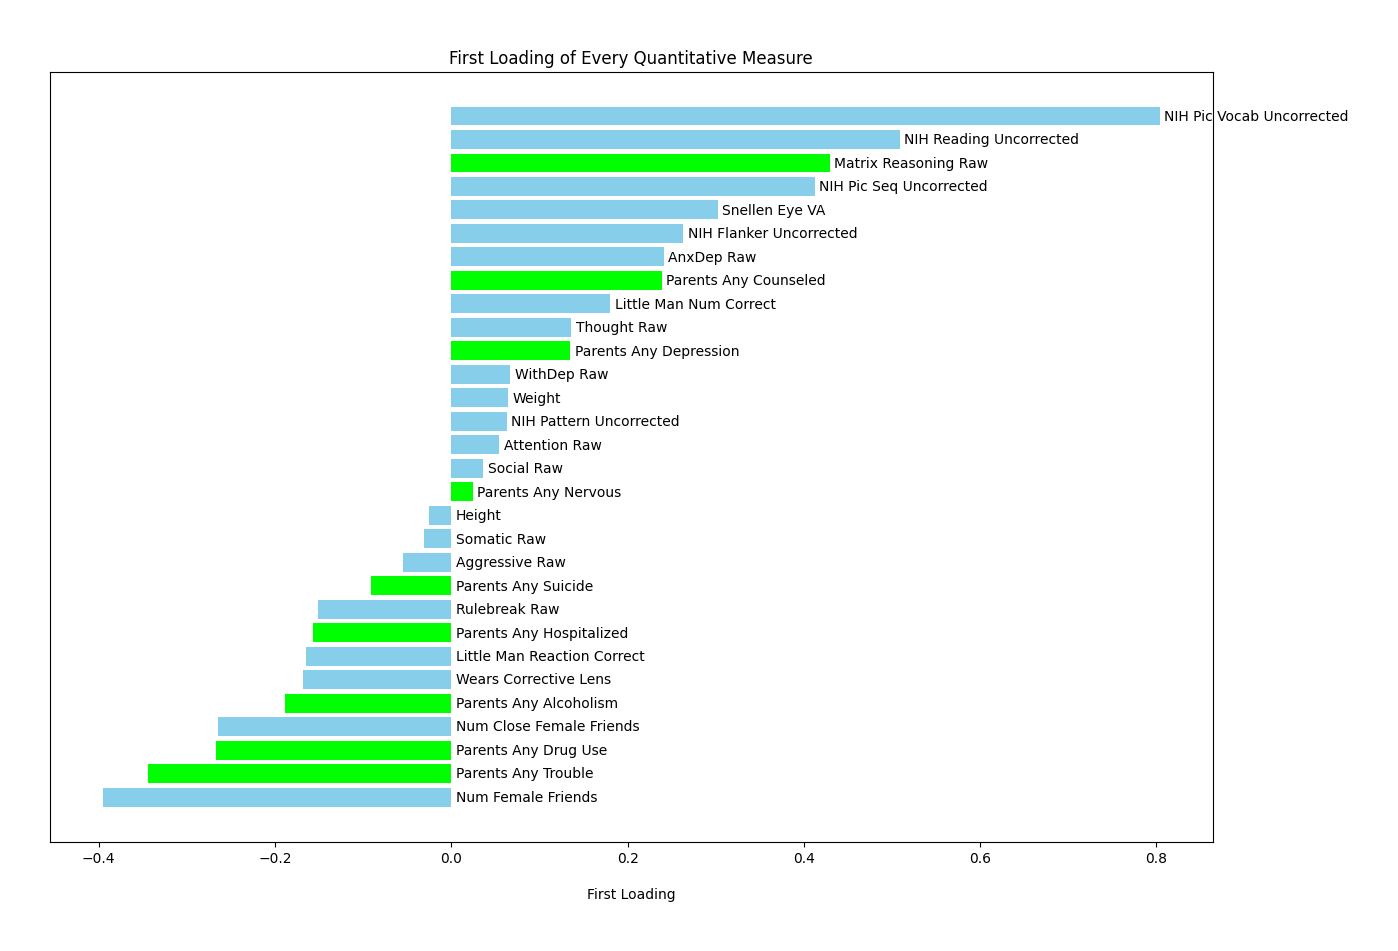 First Loading of Every Quantitative Measure
NIH Pic Vocab Uncorrected
NIH Reading Uncorrected
Matrix Reasoning Raw
NIH Pic Seq Uncorrected
Snellen Eye VA
NIH Flanker Uncorrected
AnxDep Raw
Parents Any Counseled
Little Man Num Correct
Thought Raw
Parents Any Depression
WithDep Raw
Weight
NIH Pattern Uncorrected
Attention Raw
Social Raw
Parents Any Nervous
Height
Somatic Raw
Aggressive Raw
Parents Any Suicide
Rulebreak Raw
Parents Any Hospitalized
Little Man Reaction Correct
Wears Corrective Lens
Parents Any Alcoholism
Num Close Female Friends
Parents Any Drug Use
Parents Any Trouble
Num Female Friends
−0.4 −0.2 0.0 0.2 0.4 0.6 0.8
First Loading